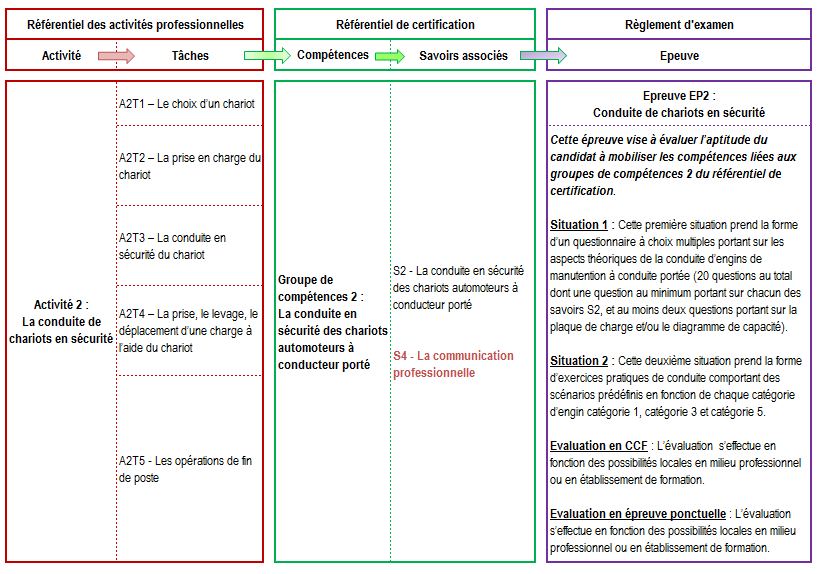 Référentiel des activités professionnelles
Activité
Tâches
Référentiel de certification
Compétences
Savoirs associés
Règlement d'examen
Epeuve
Activité 2 :
La conduite de
chariots en sécurité
A2T1 – Le choix d'un chariot
A2T2 – La prise en charge du
chariot
A2T3 – La conduite en
sécurité du chariot
A2T4 – La prise, le levage, le
déplacement d'une charge à
l'aide du chariot
A2T5 - Les opérations de fin
de poste
Groupe de
compétences 2 :
La conduite en
sécurité des chariots
automoteurs à
conducteur porté
S2 - La conduite en sécurité
des chariots automoteurs à
conducteur porté
S4 - La communication
professionnelle
Epreuve EP2 :
Conduite de chariots en sécurité
Cette épreuve vise à évaluer l'aptitude du
candidat à mobiliser les compétences liées aux
groupes de compétences 2 du référentiel de
certification.
Situation 1 : Cette première situation prend la forme
d'un questionnaire à choix multiples portant sur les
aspects théoriques de la conduite d'engins de
manutention à conduite portée (20 questions au total
dont une question au minimum portant sur chacun des
savoirs S2, et au moins deux questions portant sur la
plaque de charge et/ou le diagramme de capacité).
Situation 2 : Cette deuxième situation prend la forme
d'exercices pratiques de conduite comportant des
scénarios prédéfinis en fonction de chaque catégorie
d'engin catégorie 1, catégorie 3 et catégorie 5.
Evaluation en CCF : L'évaluation s'effectue en
fonction des possibilités locales en milieu professionnel
ou en établissement de formation.
Evaluation en épreuve ponctuelle : L'évaluation
s'effectue en fonction des possibilités locales en milieu
professionnel ou en établissement de formation.